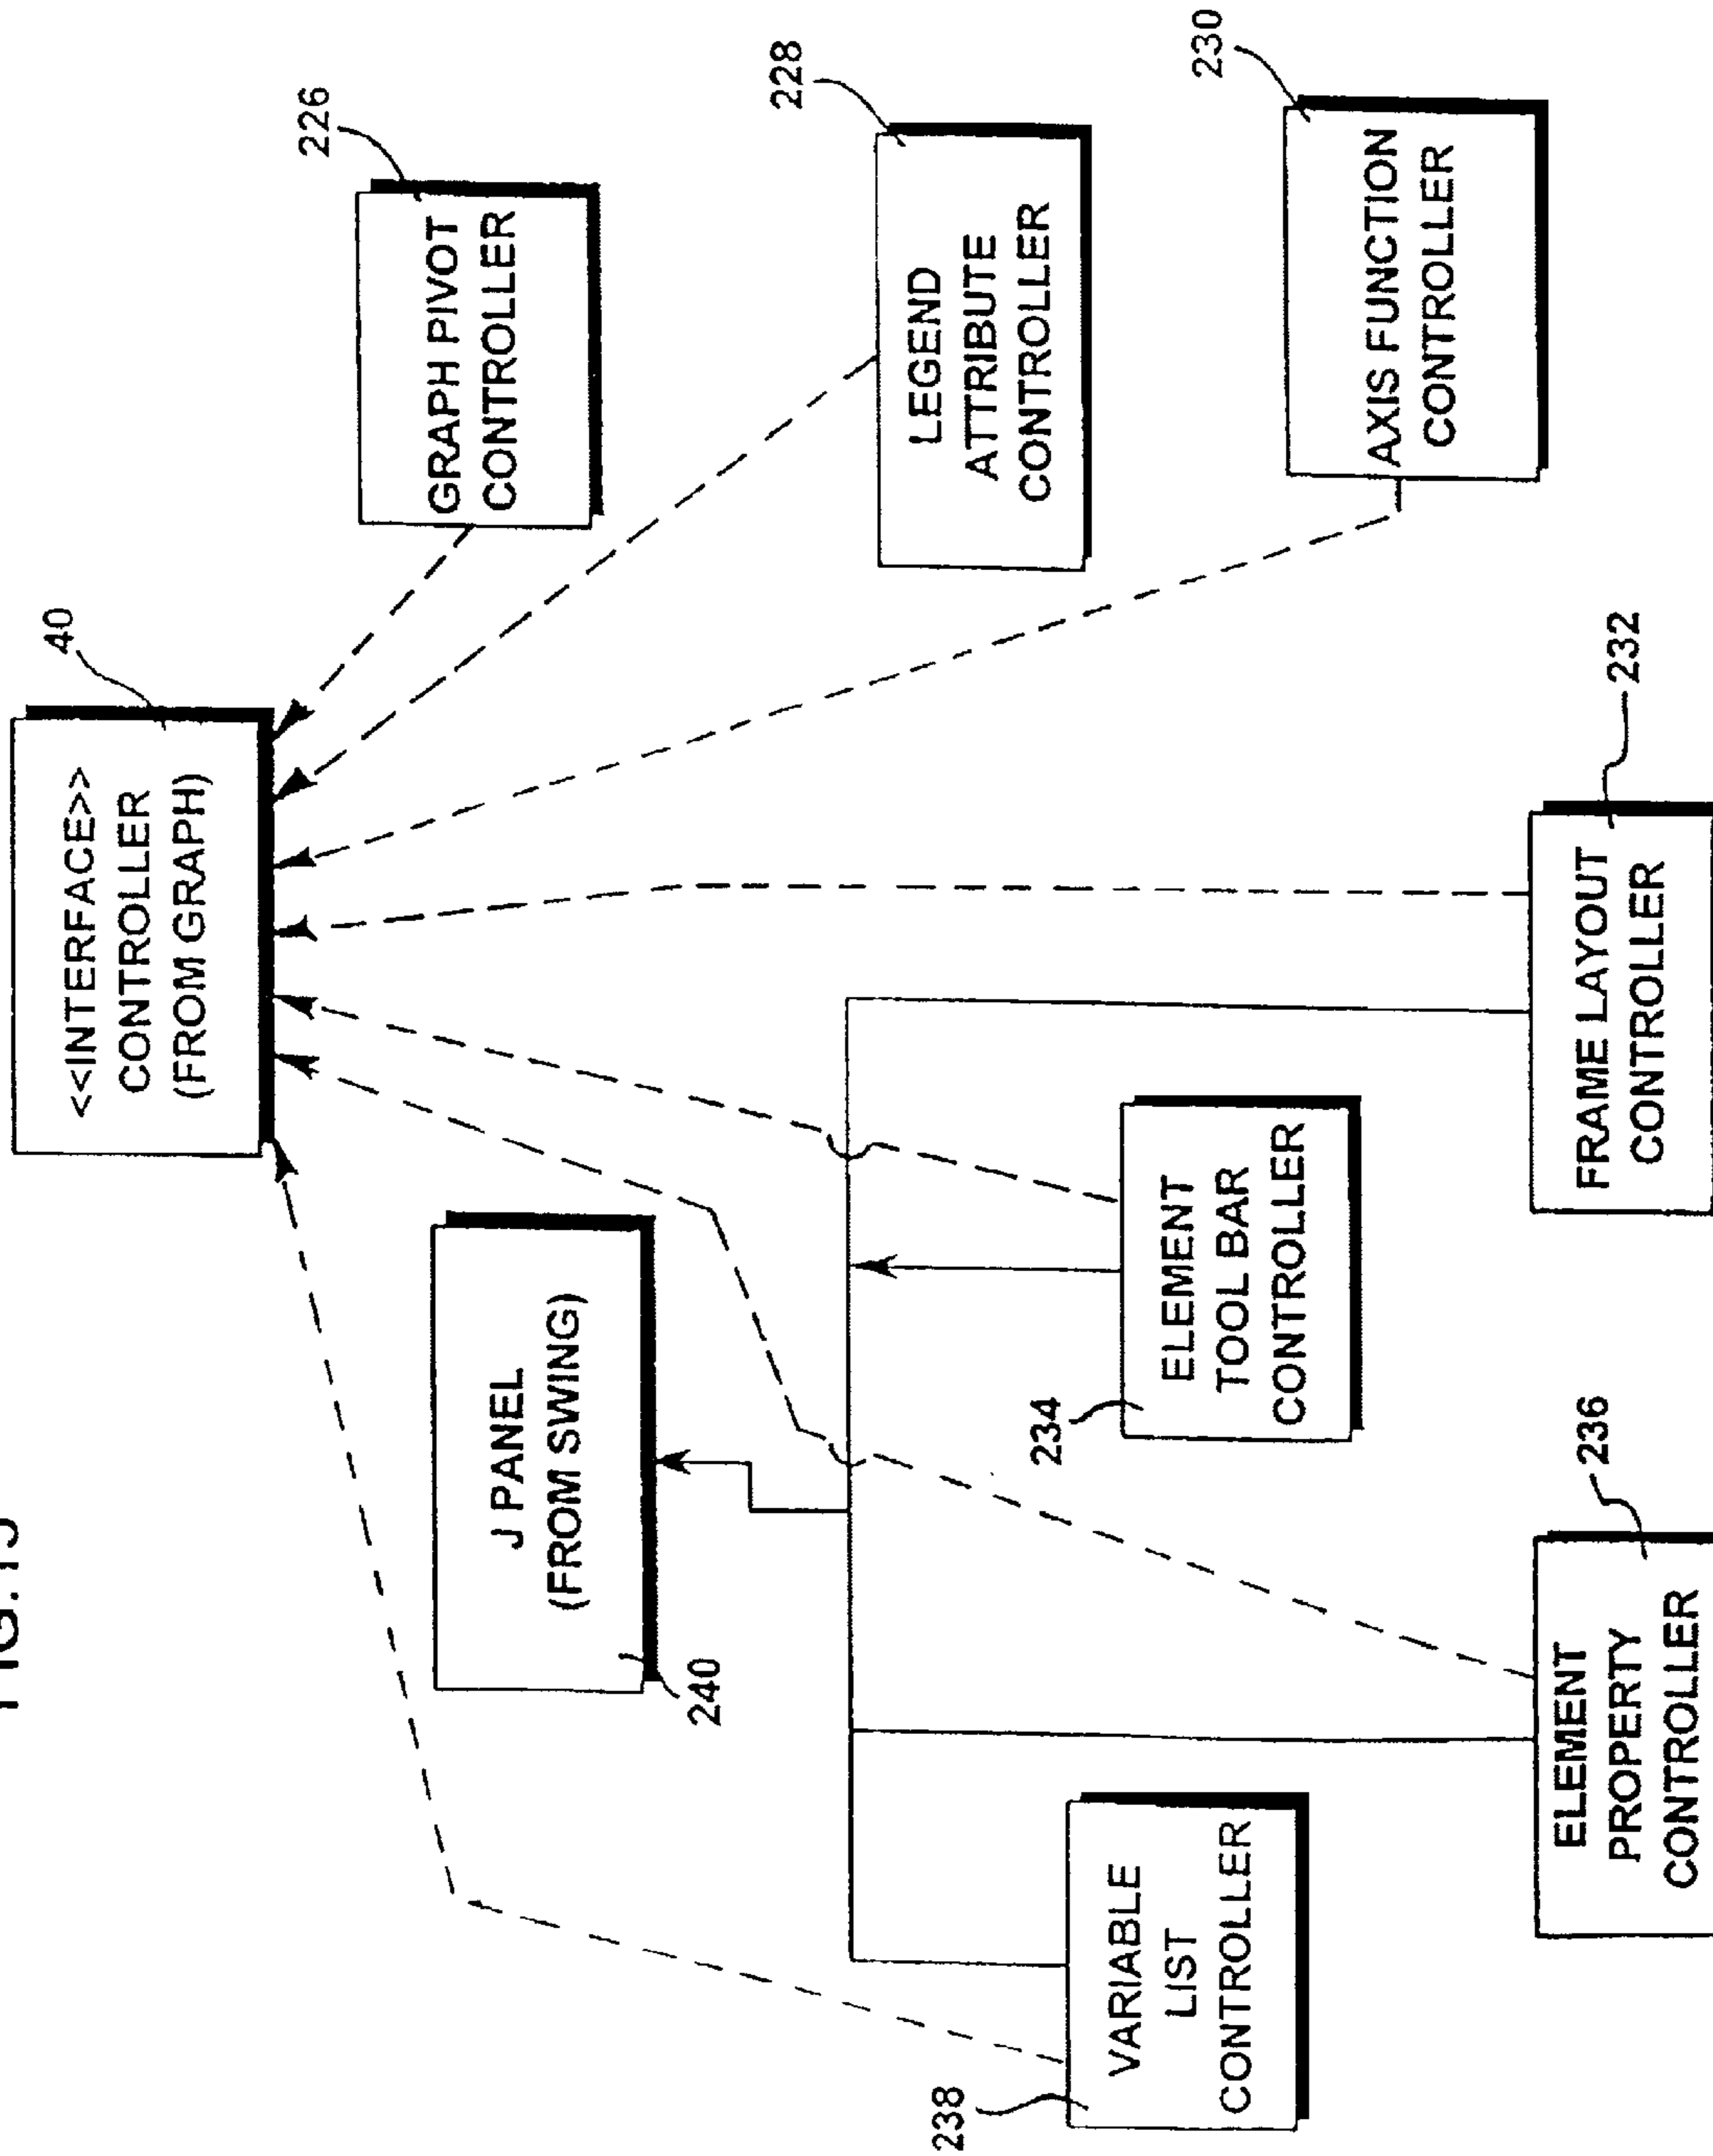 <<INTERFACE>>
CONTROLLER
(FROM GRAPH)
40
J PANEL
(FROM SWING)
240
GRAPH PIVOT
CONTROLLER
226
LEGEND
ATTRIBUTE
CONTROLLER
228
AXIS FUNCTION
CONTROLLER
230
FRAME LAYOUT
CONTROLLER
232
ELEMENT
TOOL BAR
CONTROLLER
234
ELEMENT
PROPERTY
CONTROLLER
236
VARIABLE
LIST
CONTROLLER
238